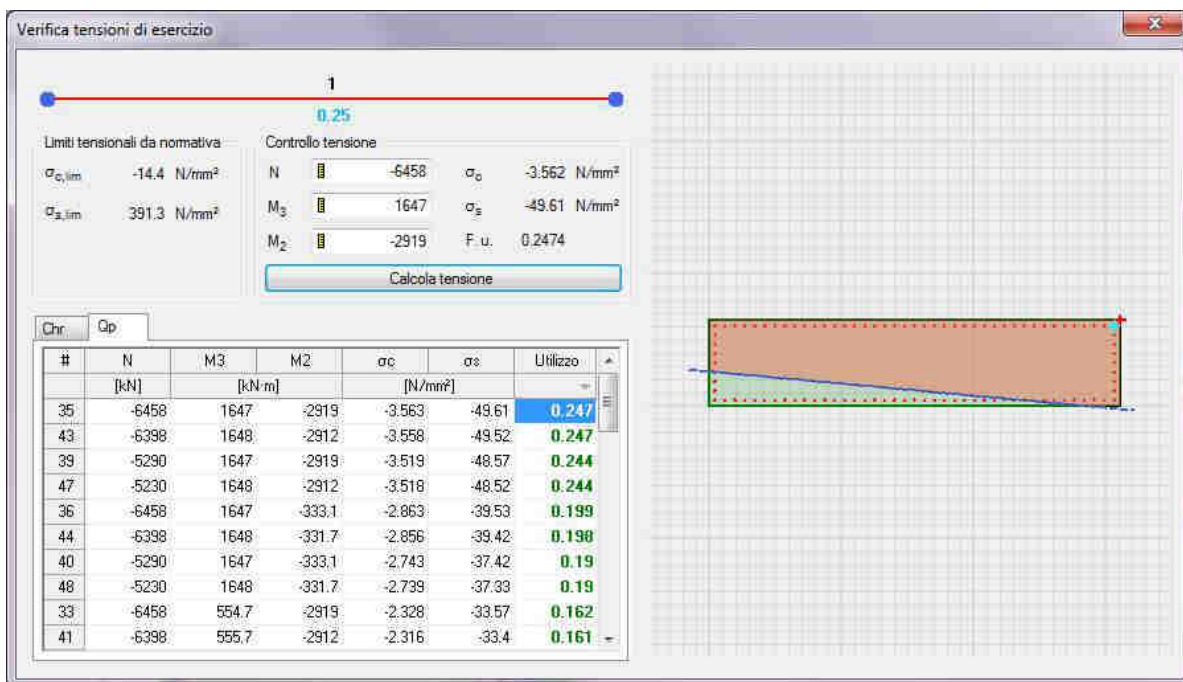 Verifica tensioni di esercizio
1
0.25
Limiti tensionali da normativa
σc,lim -14.4 N/mm²
σs,lim 391.3 N/mm²
Controllo tensione
N -6458 σc -3.562 N/mm²
M3 1647 σs -49.61 N/mm²
M2 -2919 F. u. 0.2474
Calcola tensione
Chr Qp
# N M3 M2 σc σs Utilizzo
[kN] [kN·m] [N/mm²]
35 -6458 1647 -2919 -3.563 -49.61 0.247
43 -6398 1648 -2912 -3.558 -49.52 0.247
39 -5290 1647 -2919 -3.519 -48.57 0.244
47 -5230 1648 -2912 -3.518 -48.52 0.244
36 -6458 1647 -333.1 -2.863 -39.53 0.199
44 -6398 1648 -331.7 -2.856 -39.42 0.198
40 -5290 1647 -333.1 -2.743 -37.42 0.19
48 -5230 1648 -331.7 -2.739 -37.33 0.19
33 -6458 554.7 -2919 -2.328 -33.57 0.162
41 -6398 555.7 -2912 -2.316 -33.4 0.161